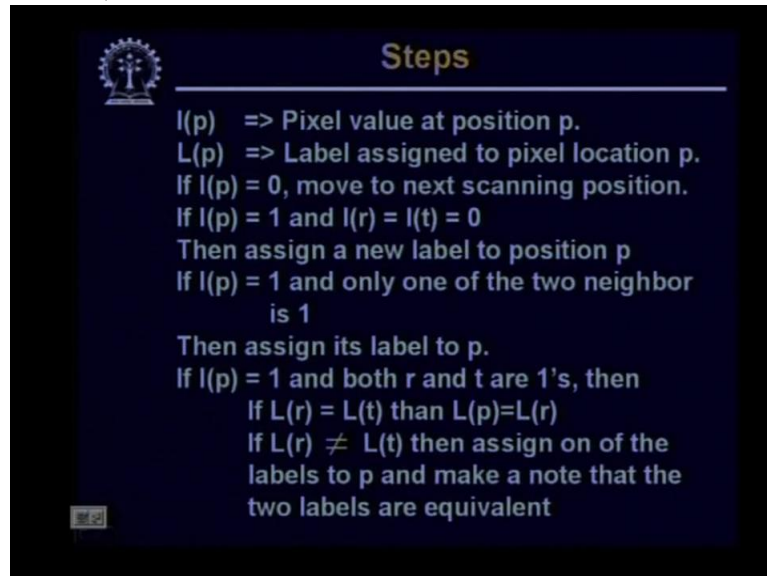 Steps
I(p) => Pixel value at position p.
L(p) => Label assigned to pixel location p.
If I(p) = 0, move to next scanning position.
If I(p) = 1 and I(r) = I(t) = 0
Then assign a new label to position p
If I(p) = 1 and only one of the two neighbor
is 1
Then assign its label to p.
If I(p) = 1 and both r and t are 1's, then
If L(r) = L(t) than L(p)=L(r)
If L(r) ≠ L(t) then assign on of the
labels to p and make a note that the
two labels are equivalent